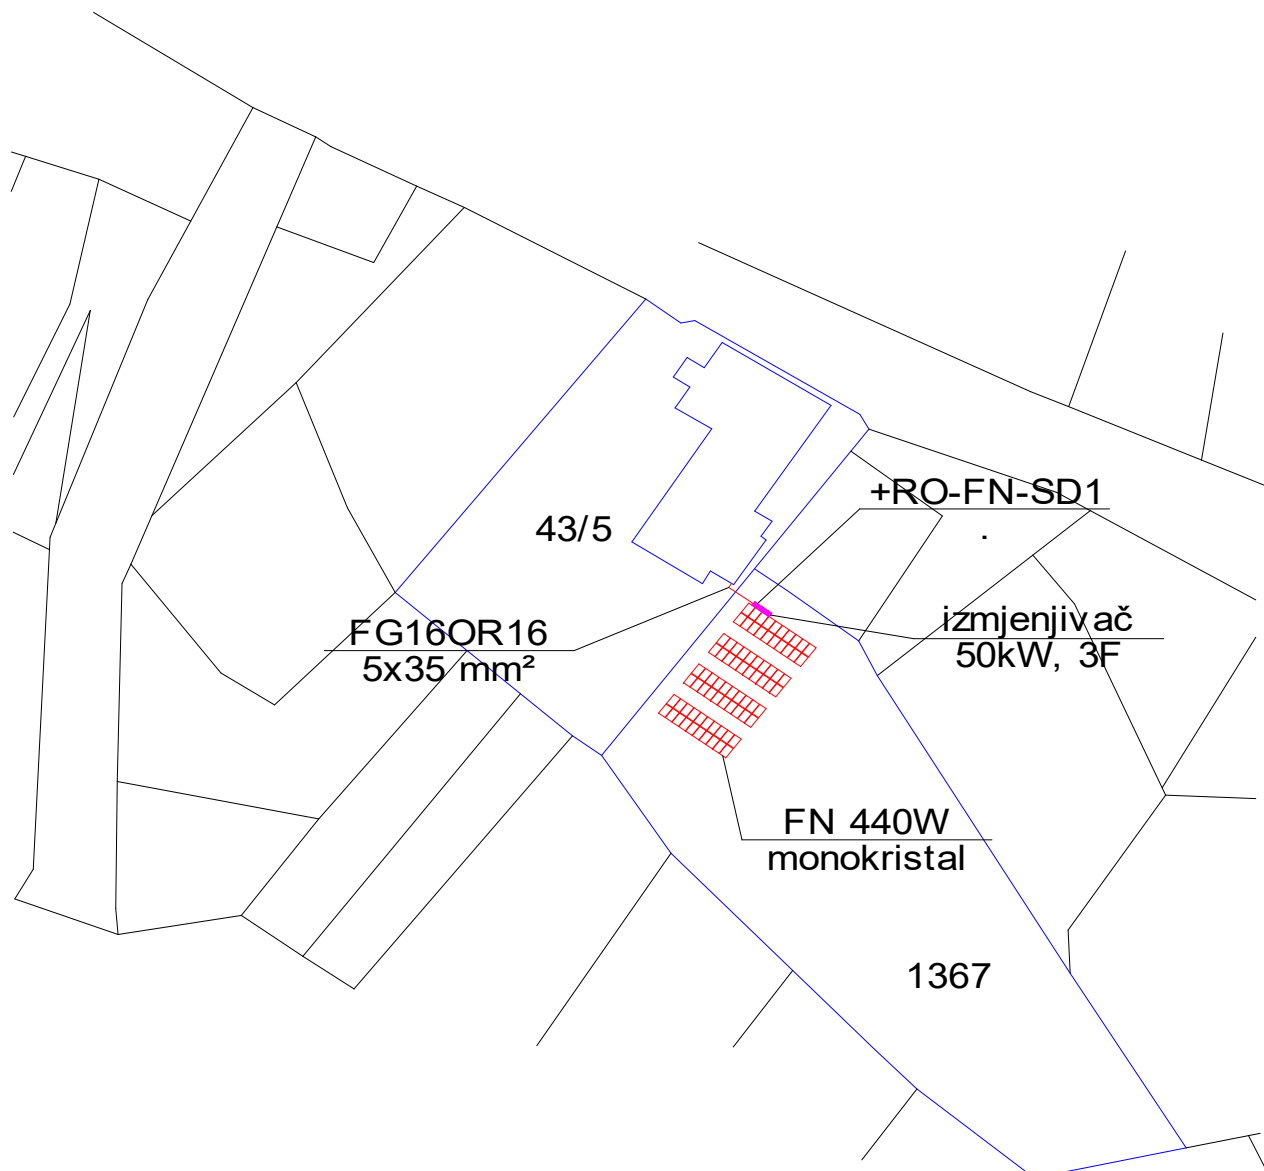 +RO-FN-SD1
.
43/5
FG16OR16
5x35 mm²
izmjenjivač
50kW, 3F
FN 440W
monokristal
1367